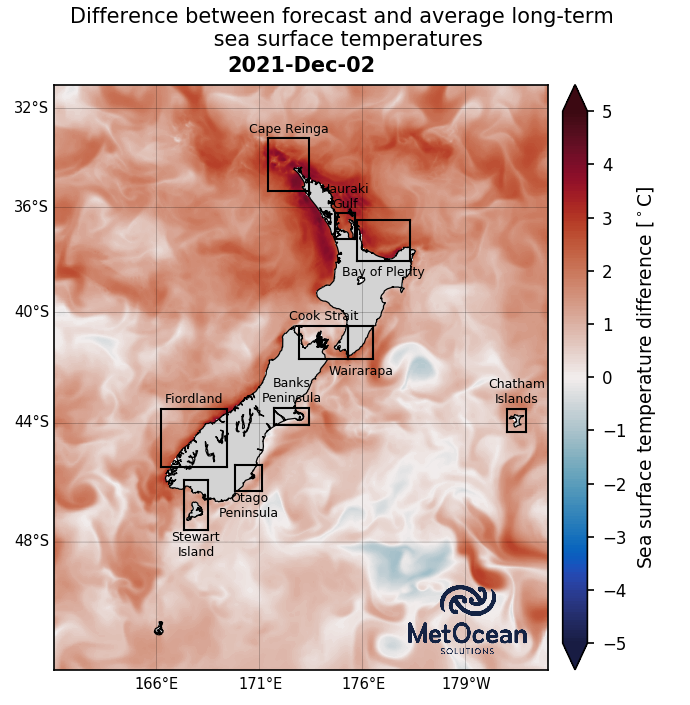 Difference between forecast and average long-term
sea surface temperatures
2021-Dec-02
32°S
36°S
40°S
44°S
48°S
Cape Reinga
Hauraki
Gulf
Bay of Plenty
Cook Strait
Wairarapa
Banks
Peninsula
Fiordland
Chatham
Islands
Otago
Peninsula
Stewart
Island
MetOcean
SOLUTIONS
166°E
171°E
176°E
179°W
5
4
3
2
1
0
−1
−2
−3
−4
−5
Sea surface temperature difference [°C]